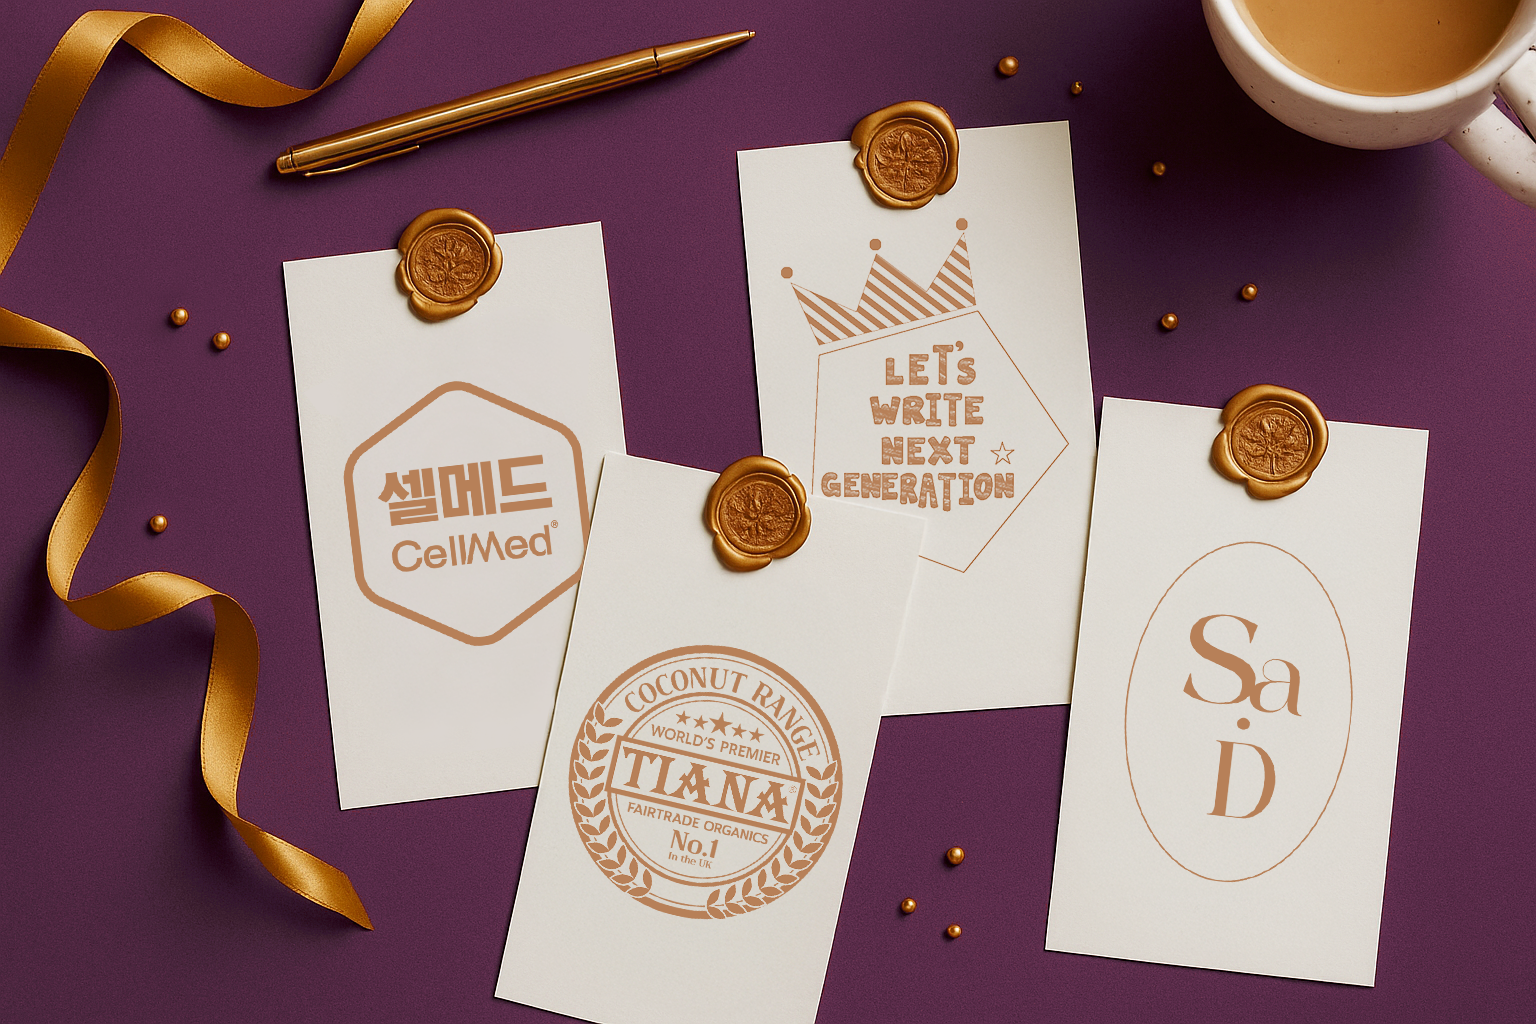 셀메드
CellMed®
LET'S
WRITE
NEXT
GENERATION
COCONUT RANGE
WORLD'S PREMIER
TIANA®
FAIRTRADE ORGANICS
No.1
In the UK
Sa
D